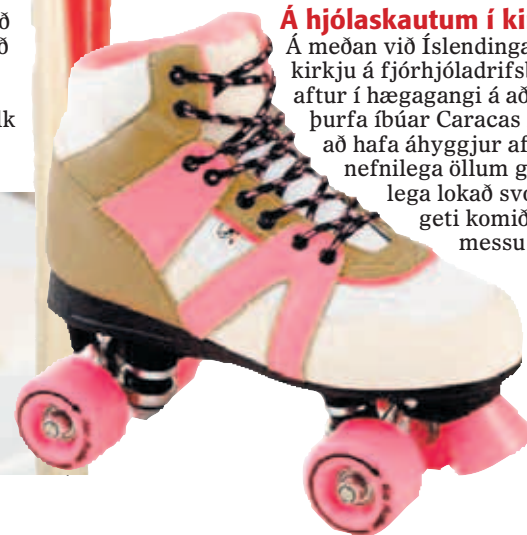 ð
ð
lk
Á hjólaskautum í ki
Á meðan við Íslendinga
kirkju á fjórhjóladrifsb
aftur í hægagangi á að
þurfa íbúar Caracas
að hafa áhyggjur af
nefnilega öllum g
lega lokað svo
geti komið
messu